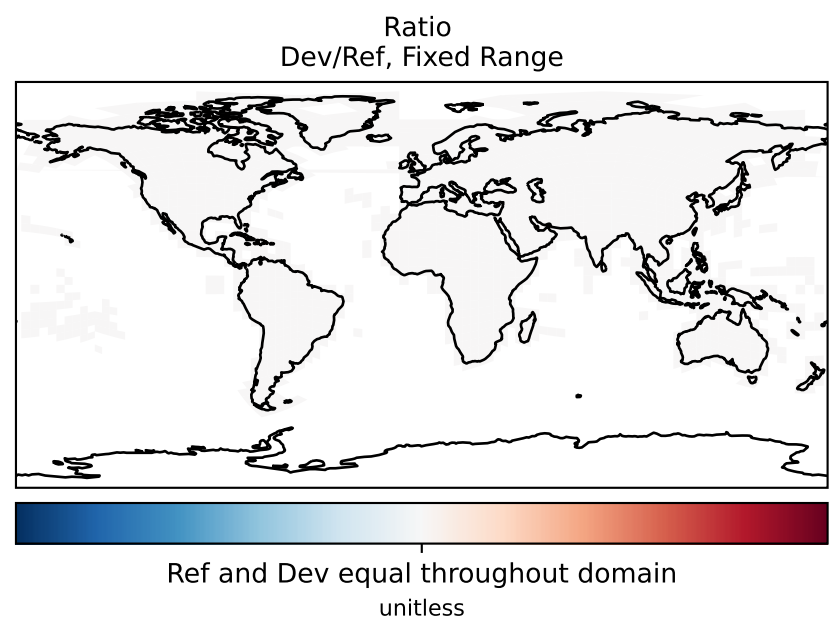 Ratio
Dev/Ref, Fixed Range
Ref and Dev equal throughout domain
unitless